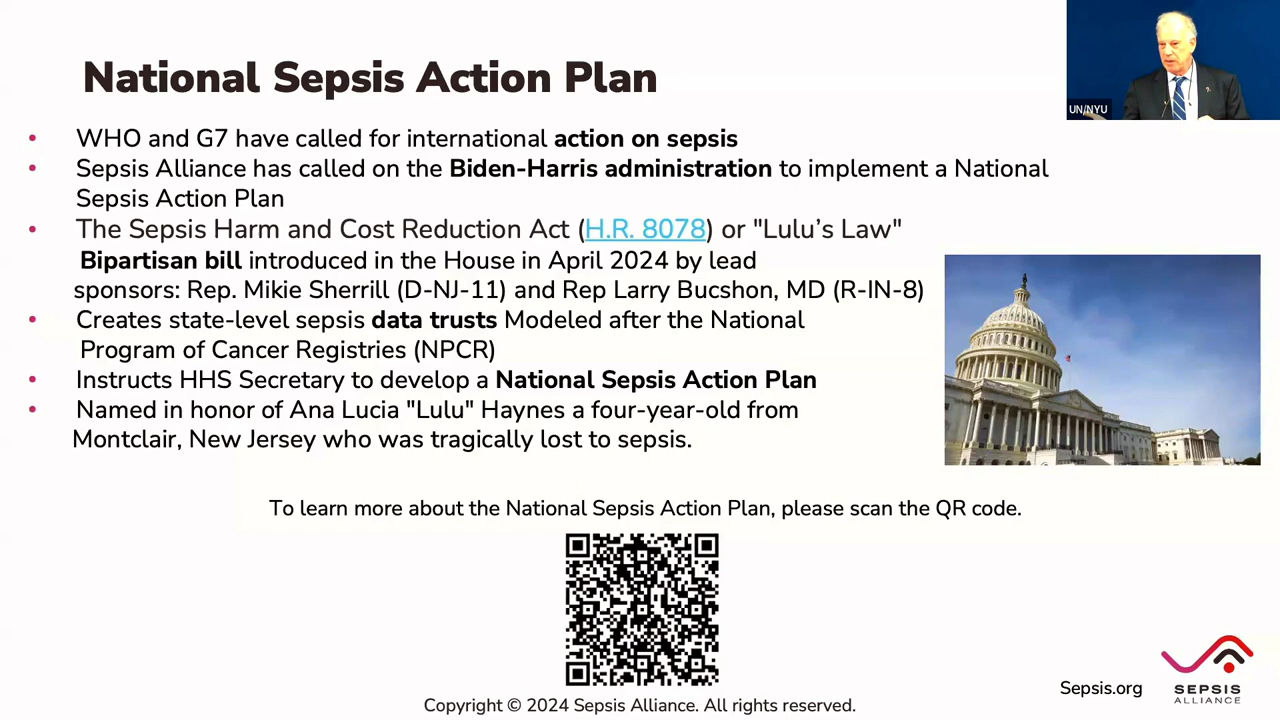 National Sepsis Action Plan
UN/NYU
• WHO and G7 have called for international action on sepsis
• Sepsis Alliance has called on the Biden-Harris administration to implement a National
Sepsis Action Plan
• The Sepsis Harm and Cost Reduction Act (H.R. 8078) or "Lulu’s Law"
Bipartisan bill introduced in the House in April 2024 by lead
sponsors: Rep. Mikie Sherrill (D-NJ-11) and Rep Larry Bucshon, MD (R-IN-8)
• Creates state-level sepsis data trusts Modeled after the National
Program of Cancer Registries (NPCR)
• Instructs HHS Secretary to develop a National Sepsis Action Plan
• Named in honor of Ana Lucia "Lulu" Haynes a four-year-old from
Montclair, New Jersey who was tragically lost to sepsis.
To learn more about the National Sepsis Action Plan, please scan the QR code.
Sepsis.org
SEPSIS
ALLIANCE
Copyright © 2024 Sepsis Alliance. All rights reserved.